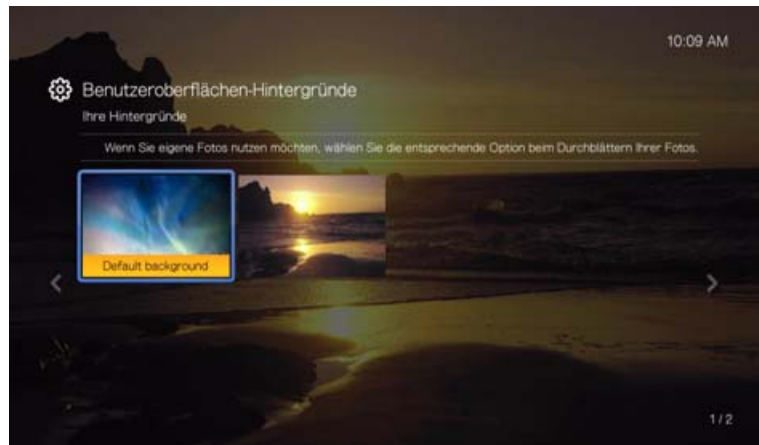 10:09 AM
Benutzeroberflächen-Hintergründe
Ihre Hintergründe
Wenn Sie eigene Fotos nutzen möchten, wählen Sie die entsprechende Option beim Durchblättern Ihrer Fotos.
Default background
1/2